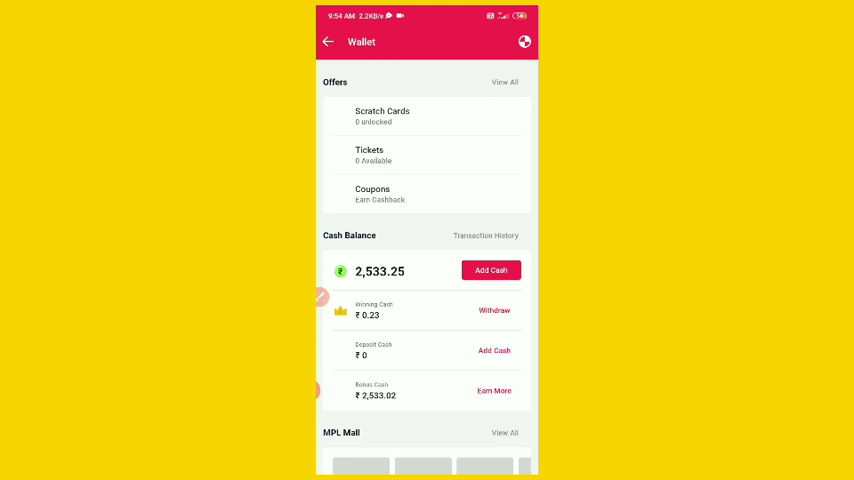 9:54 AM 2.2KB/s
Wallet
Offers
View All
Scratch Cards
0 unlocked
Tickets
0 Available
Coupons
Earn Cashback
Cash Balance
Transaction History
₹ 2,533.25
Add Cash
Winning Cash
₹ 0.23
Withdraw
Deposit Cash
₹ 0
Add Cash
Bonus Cash
₹ 2,533.02
Earn More
MPL Mall
View All